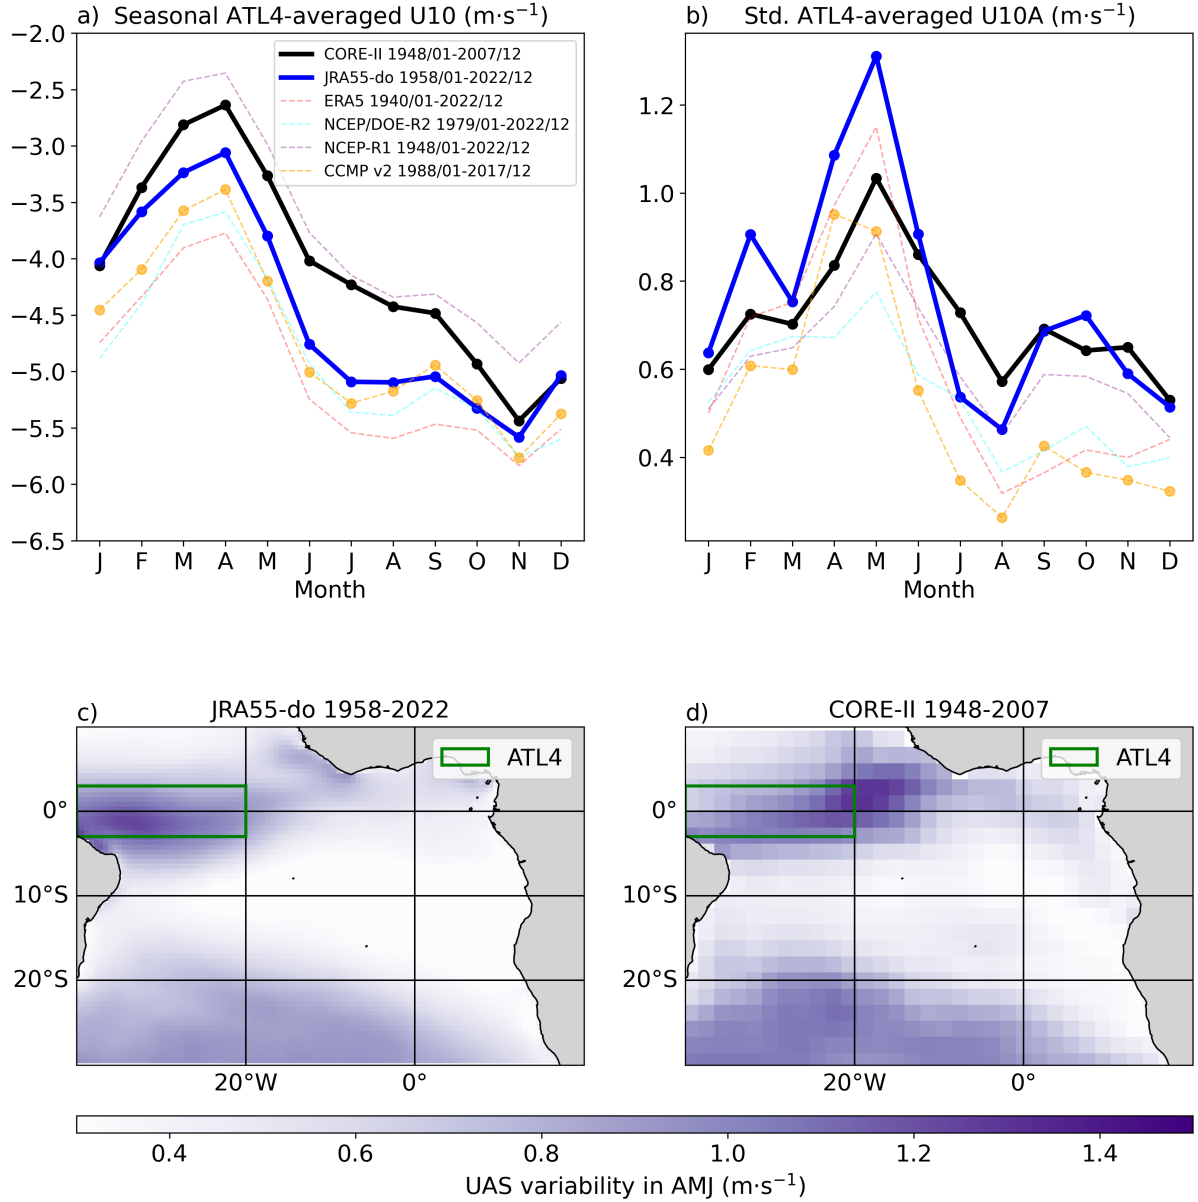 a) Seasonal ATL4-averaged U10 (m·s⁻¹)
−2.0
−2.5
−3.0
−3.5
−4.0
−4.5
−5.0
−5.5
−6.0
−6.5
CORE-II 1948/01-2007/12
JRA55-do 1958/01-2022/12
ERA5 1940/01-2022/12
NCEP/DOE-R2 1979/01-2022/12
NCEP-R1 1948/01-2022/12
CCMP v2 1988/01-2017/12
J F M A M J J A S O N D
Month
b) Std. ATL4-averaged U10A (m·s⁻¹)
1.2
1.0
0.8
0.6
0.4
J F M A M J J A S O N D
Month
c) JRA55-do 1958-2022
ATL4
0°
10°S
20°S
20°W 0°
d) CORE-II 1948-2007
ATL4
0°
10°S
20°S
20°W 0°
0.4 0.6 0.8 1.0 1.2 1.4
UAS variability in AMJ (m·s⁻¹)